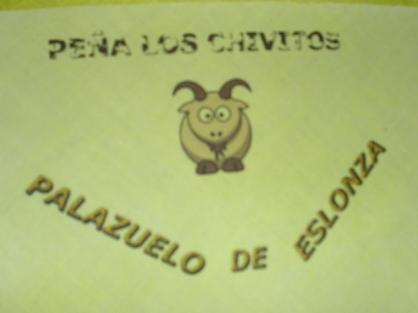 PEÑA LOS CHIVITOS
PALAZUELO DE ESLONZA